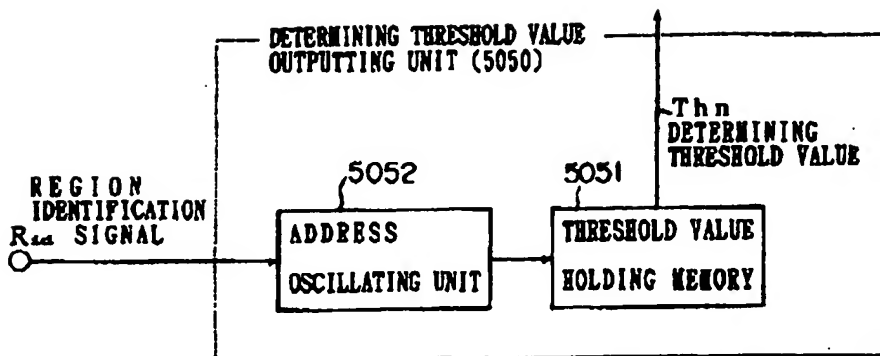 DETERMINING THRESHOLD VALUE
OUTPUTTING UNIT (5050)
Thn
DETERMINING
THRESHOLD VALUE
5052
5051
REGION
IDENTIFICATION
Rid SIGNAL
ADDRESS
OSCILLATING UNIT
THRESHOLD VALUE
HOLDING MEMORY